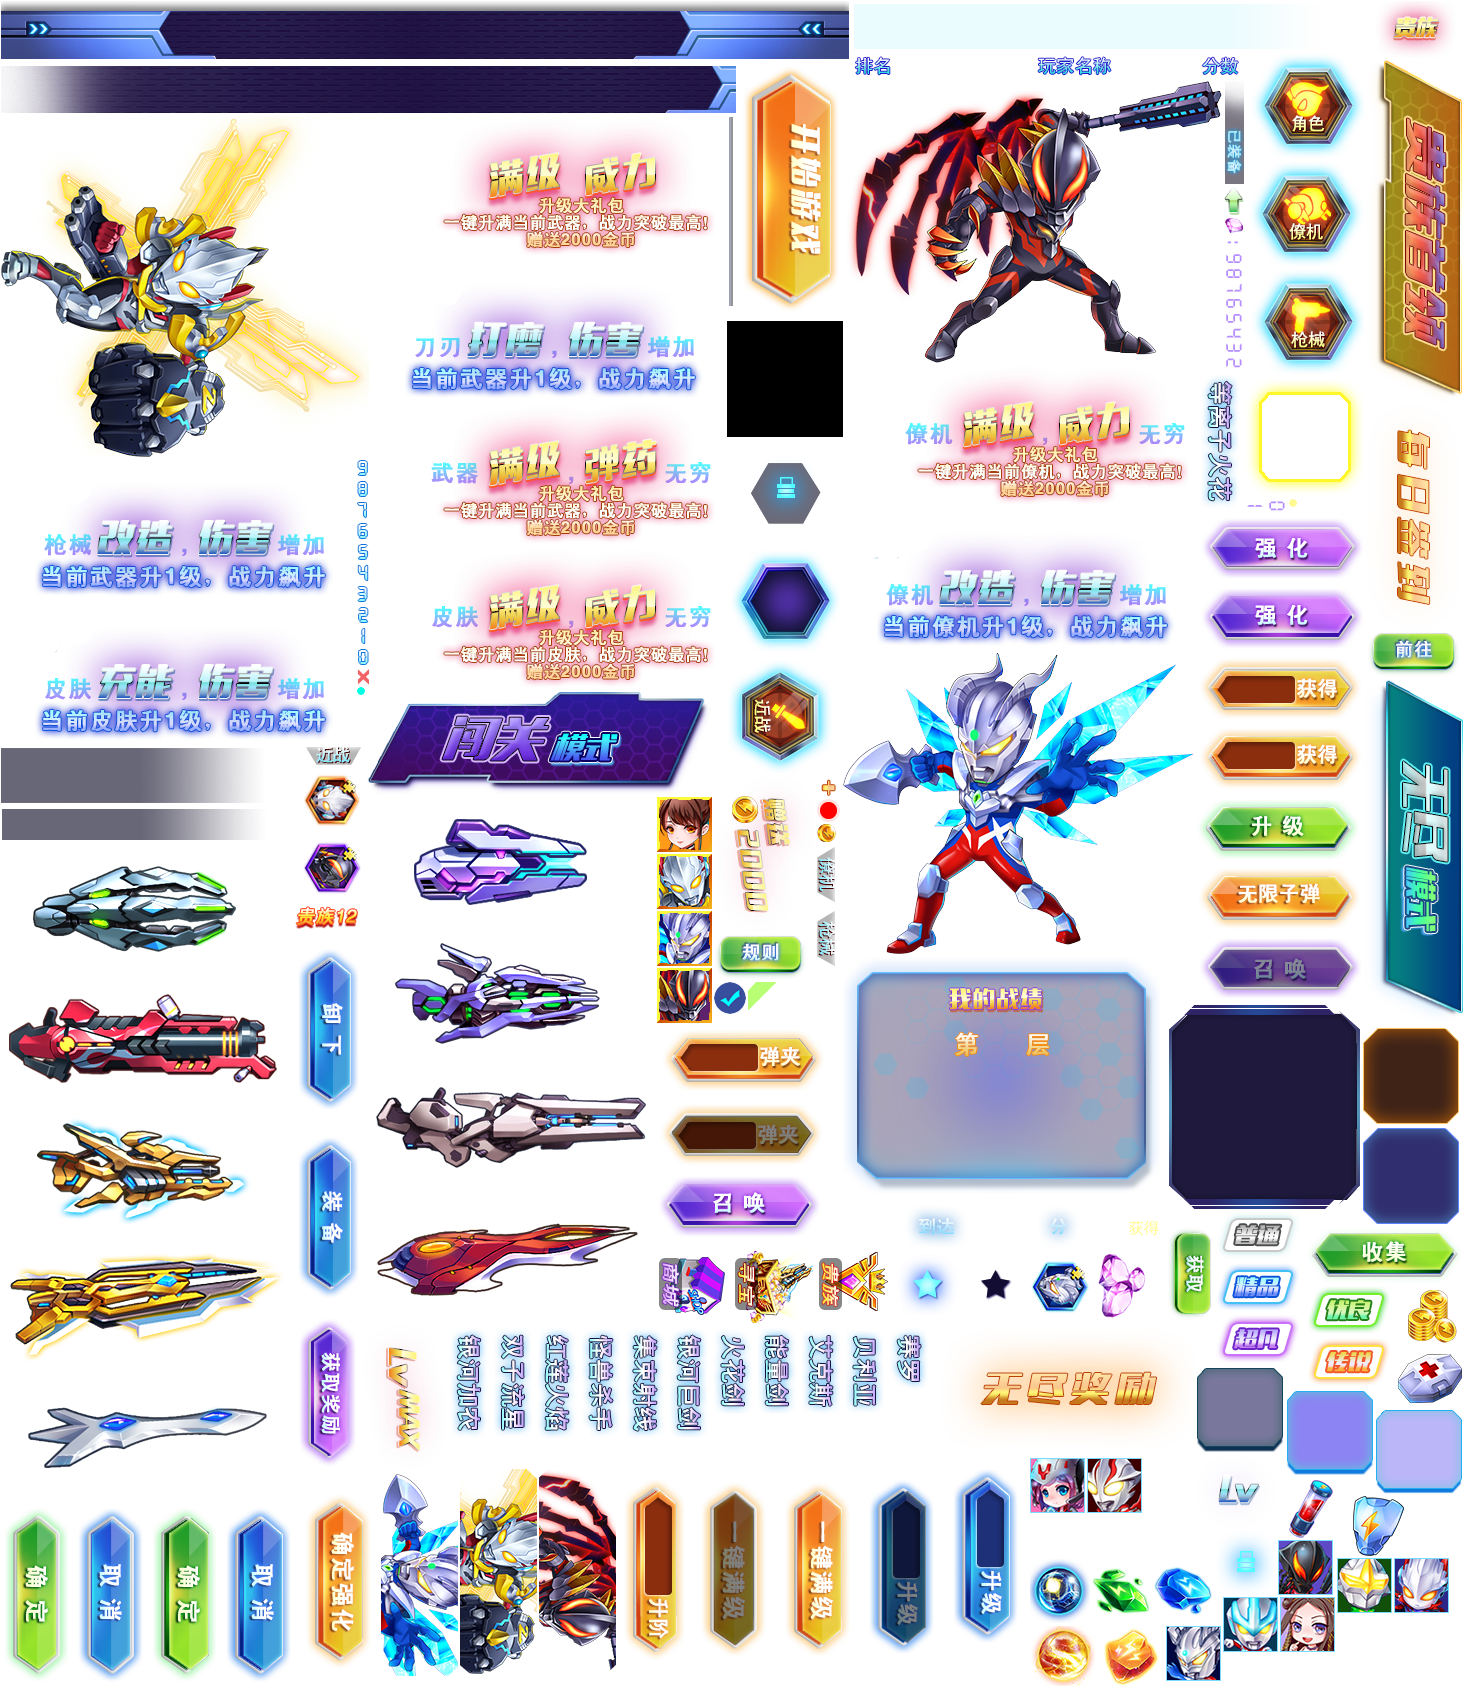 贵族
排名
玩家名称
分数
已装备
角色
开始游戏
满级 威力
升级大礼包
一键升满当前武器，战力突破最高!
赠送2000金币
贵族首领
僚机
:98765432
枪械
刀刃打磨，伤害增加
当前武器升1级，战力飙升
等离子火花
僚机满级，威力无穷
升级大礼包
一键升满当前僚机，战力突破最高!
赠送2000金币
武器满级，弹药无穷
升级大礼包
一键升满当前武器，战力突破最高!
赠送2000金币
每日签到
9876543210
枪械改造，伤害增加
当前武器升1级，战力飙升
强化
强化
僚机改造，伤害增加
当前僚机升1级，战力飙升
皮肤满级，威力无穷
升级大礼包
一键升满当前皮肤，战力突破最高!
赠送2000金币
前往
皮肤充能，伤害增加
当前皮肤升1级，战力飙升
获得
近战
闯关模式
近战
获得
赠送2000
升级
无尽模式
僚机
无限子弹
贵族12
枪械
规则
召唤
我的战绩
第 层
卸下
弹夹
弹夹
装备
召唤
到达
分
获得
普通
收集
获取
商城
寻宝
贵族
精品
优良
超凡
传说
获取奖励
Lv MAX
银河加农
双子流星
红莲火焰
怪兽杀手
集束射线
银河巨剑
火花剑
能量剑
艾克斯
贝利亚
赛罗
无尽奖励
Lv
确定
取消
确定
取消
确定强化
升阶
一键满级
一键满级
升级
升级